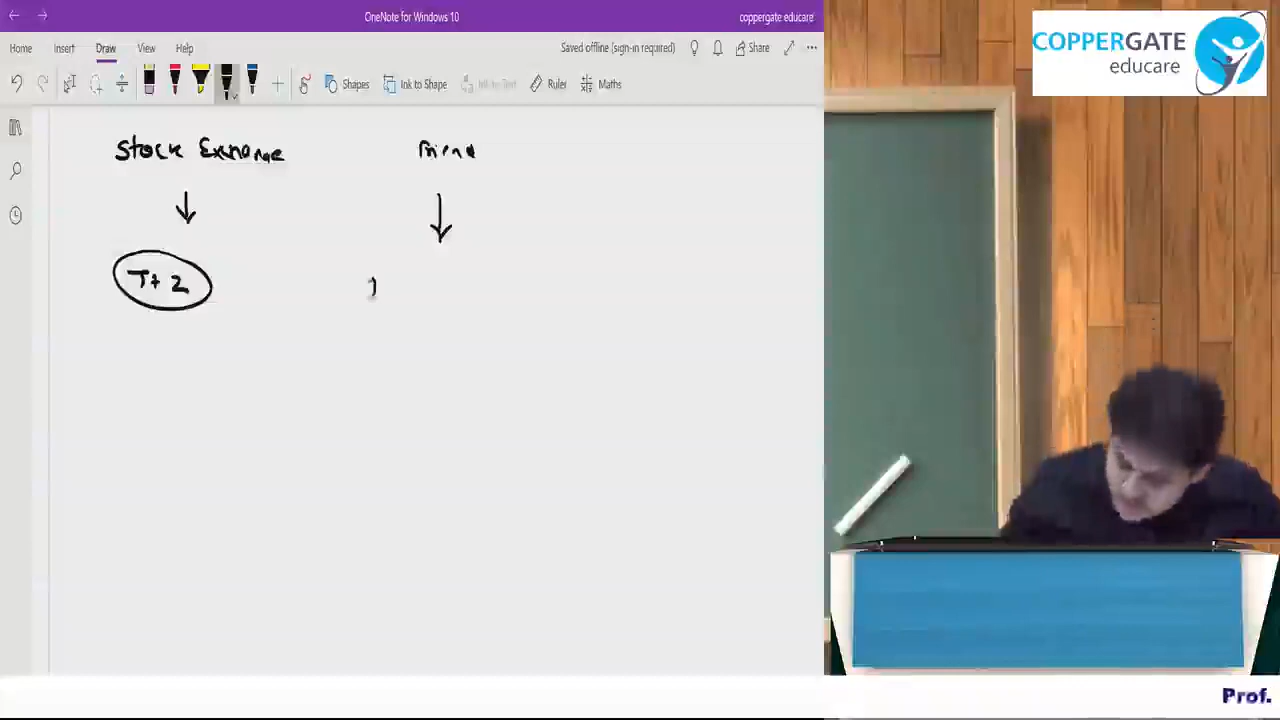 OneNote for Windows 10
coppergate educare
Home Insert Draw View Help
Saved offline (sign-in required)
Share
Shapes
Ink to Shape
Ink to Text
Ruler
Maths
COPPERGATE
educare
Stock Exchange
T+ 2
Prof.